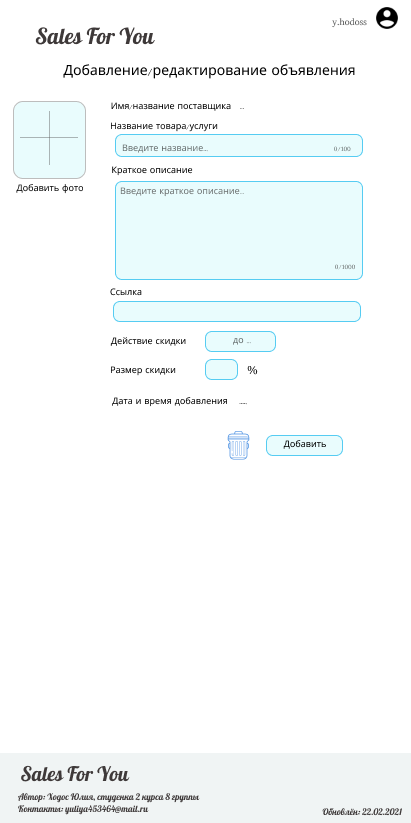 Sales For You
y.hodoss
Добавление/редактирование объявления
Имя/название поставщика ..
Название товара/услуги
Введите название..
0/100
Краткое описание
Введите краткое описание..
0/1000
Добавить фото
Ссылка
Действие скидки до ..
Размер скидки %
Дата и время добавления ....
Добавить
Sales For You
Автор: Ходос Юлия, студенка 2 курса 8 группы
Контакты: yuliya453464@mail.ru
Обновлён: 22.02.2021